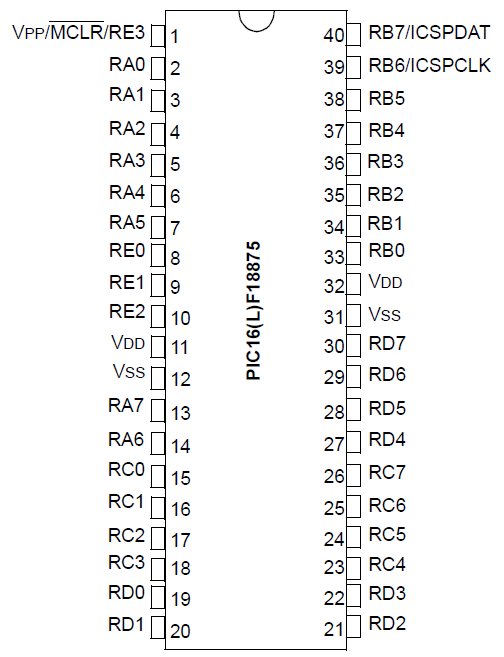 VPP/MCLR/RE3 1 40 RB7/ICSPDAT
RA0 2 39 RB6/ICSPCLK
RA1 3 38 RB5
RA2 4 37 RB4
RA3 5 36 RB3
RA4 6 35 RB2
RA5 7 34 RB1
RE0 8 33 RB0
RE1 9 32 VDD
RE2 10 31 VSS
VDD 11 30 RD7
VSS 12 29 RD6
RA7 13 28 RD5
RA6 14 27 RD4
RC0 15 26 RC7
RC1 16 25 RC6
RC2 17 24 RC5
RC3 18 23 RC4
RD0 19 22 RD3
RD1 20 21 RD2
PIC16(L)F18875